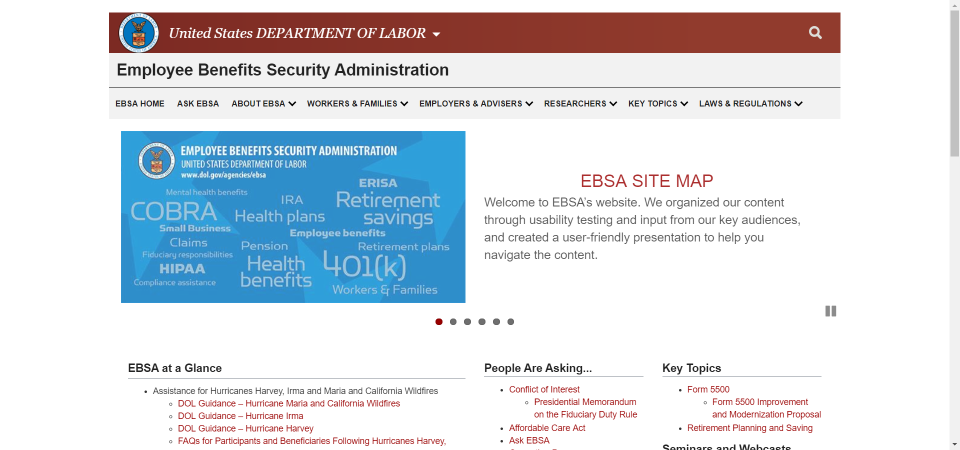 United States DEPARTMENT OF LABOR
Employee Benefits Security Administration
EBSA HOME ASK EBSA ABOUT EBSA WORKERS & FAMILIES EMPLOYERS & ADVISERS RESEARCHERS KEY TOPICS LAWS & REGULATIONS
EMPLOYEE BENEFITS SECURITY ADMINISTRATION
UNITED STATES DEPARTMENT OF LABOR
www.dol.gov/agencies/ebsa
Mental health benefits
ERISA
IRA
Retirement
savings
COBRA
Health plans
Small Business
Employee benefits
Claims
Pension
Retirement plans
Fiduciary responsibilities
HIPAA
Health
benefits
401(k)
Compliance assistance
Workers & Families
EBSA SITE MAP
Welcome to EBSA's website. We organized our content
through usability testing and input from our key audiences,
and created a user-friendly presentation to help you
navigate the content.
EBSA at a Glance
Assistance for Hurricanes Harvey, Irma and Maria and California Wildfires
DOL Guidance – Hurricane Maria and California Wildfires
DOL Guidance – Hurricane Irma
DOL Guidance – Hurricane Harvey
FAQs for Participants and Beneficiaries Following Hurricanes Harvey,
People Are Asking...
Conflict of Interest
Presidential Memorandum
on the Fiduciary Duty Rule
Affordable Care Act
Ask EBSA
Key Topics
Form 5500
Form 5500 Improvement
and Modernization Proposal
Retirement Planning and Saving
Seminars and Webcasts